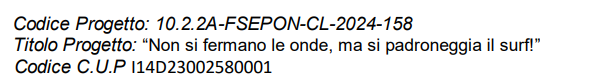 Codice Progetto: 10.2.2A-FSEPON-CL-2024-158
Titolo Progetto: “Non si fermano le onde, ma si padroneggia il surf!”
Codice C.U.P I14D23002580001